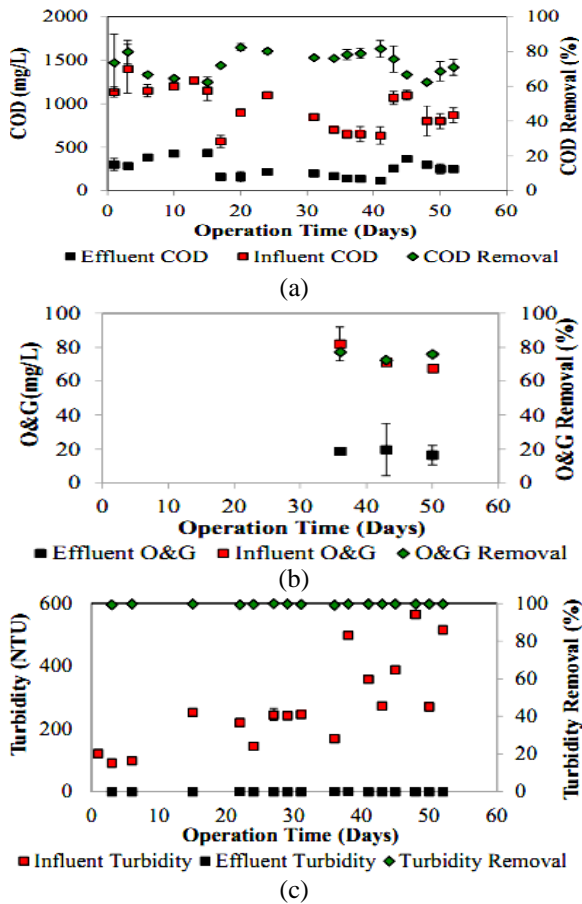 2000
1500
1000
500
0
COD (mg/L)
100
80
60
40
20
0
COD Removal (%)
0 10 20 30 40 50 60
Operation Time (Days)
Effluent COD Influent COD COD Removal
(a)
100
80
60
40
20
0
O&G(mg/L)
100
80
60
40
20
0
O&G Removal (%)
0 10 20 30 40 50 60
Operation Time (Days)
Effluent O&G Influent O&G O&G Removal
(b)
600
400
200
0
Turbidity (NTU)
100
80
60
40
20
0
Turbidity Removal (%)
0 10 20 30 40 50 60
Operation Time (Days)
Influent Turbidity Effluent Turbidity Turbidity Removal
(c)